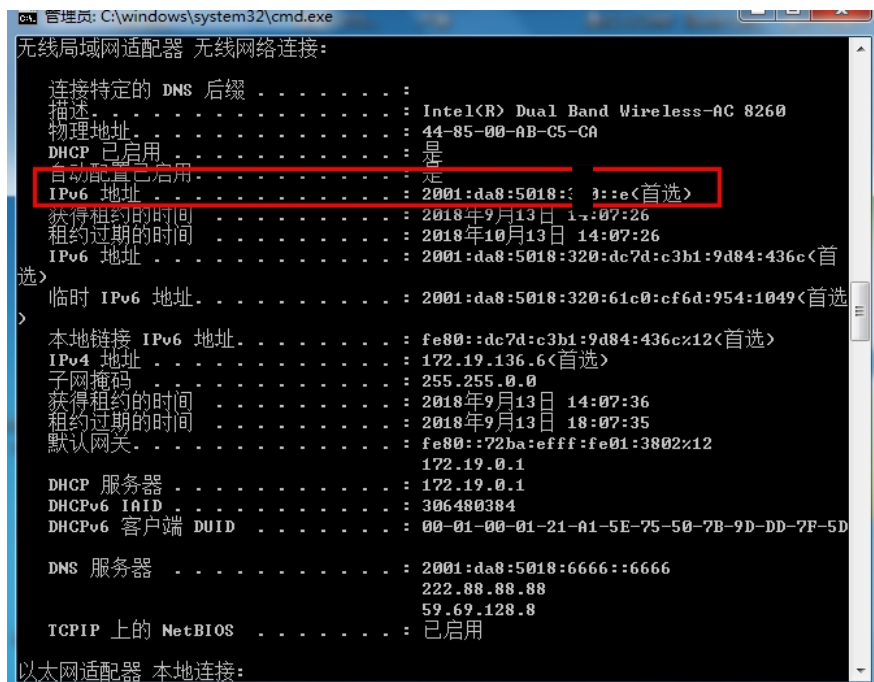 管理员: C:\windows\system32\cmd.exe
无线局域网适配器 无线网络连接:
连接特定的 DNS 后缀 . . . . . . . :
描述. . . . . . . . . . . . . . . : Intel(R) Dual Band Wireless-AC 8260
物理地址. . . . . . . . . . . . . : 44-85-00-AB-C5-CA
DHCP 已启用 . . . . . . . . . . . : 是
自动配置已启用. . . . . . . . . . : 是
IPv6 地址 . . . . . . . . . . . . : 2001:da8:5018: 0::e(首选)
获得租约的时间 . . . . . . . . . : 2018年9月13日 14:07:26
租约过期的时间 . . . . . . . . . : 2018年10月13日 14:07:26
IPv6 地址 . . . . . . . . . . . . : 2001:da8:5018:320:dc7d:c3b1:9d84:436c(首
选)
临时 IPv6 地址. . . . . . . . . . : 2001:da8:5018:320:61c0:cf6d:954:1049(首选
)
本地链接 IPv6 地址. . . . . . . . : fe80::dc7d:c3b1:9d84:436c%12(首选)
IPv4 地址 . . . . . . . . . . . . : 172.19.136.6(首选)
子网掩码 . . . . . . . . . . . . : 255.255.0.0
获得租约的时间 . . . . . . . . . : 2018年9月13日 14:07:36
租约过期的时间 . . . . . . . . . : 2018年9月13日 18:07:35
默认网关. . . . . . . . . . . . . : fe80::72ba:efff:fe01:3802%12
172.19.0.1
DHCP 服务器 . . . . . . . . . . . : 172.19.0.1
DHCPv6 IAID . . . . . . . . . . . : 306480384
DHCPv6 客户端 DUID . . . . . . . : 00-01-00-01-21-A1-5E-75-50-7B-9D-DD-7F-5D
DNS 服务器 . . . . . . . . . . . : 2001:da8:5018:6666::6666
222.88.88.88
59.69.128.8
TCPIP 上的 NetBIOS . . . . . . . : 已启用
以太网适配器 本地连接: